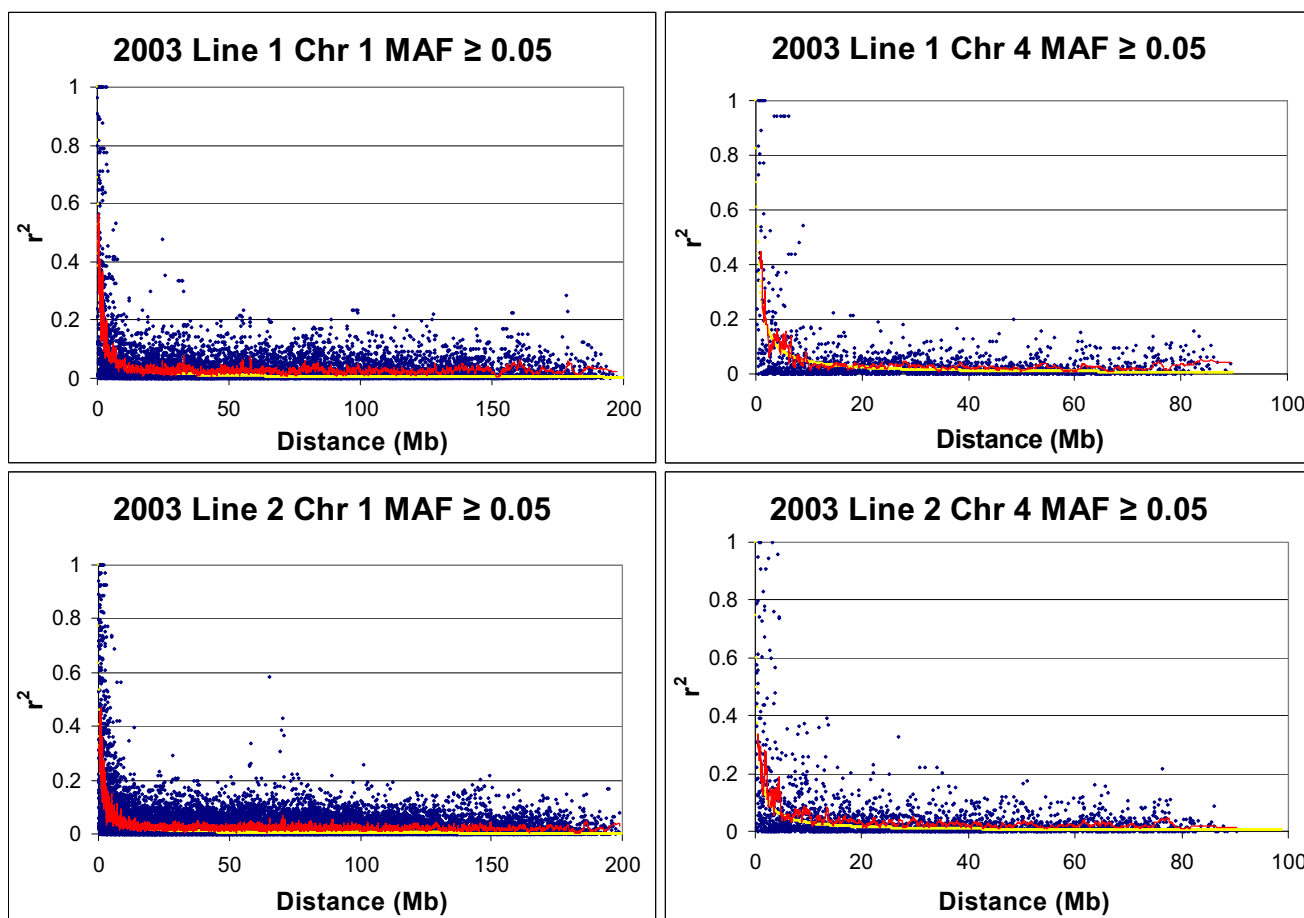 2003 Line 1 Chr 1 MAF ≥ 0.05
1
0.8
0.6
0.4
0.2
0
r²
0 50 100 150 200
Distance (Mb)
2003 Line 1 Chr 4 MAF ≥ 0.05
1
0.8
0.6
0.4
0.2
0
r²
0 20 40 60 80 100
Distance (Mb)
2003 Line 2 Chr 1 MAF ≥ 0.05
1
0.8
0.6
0.4
0.2
0
r²
0 50 100 150 200
Distance (Mb)
2003 Line 2 Chr 4 MAF ≥ 0.05
1
0.8
0.6
0.4
0.2
0
r²
0 20 40 60 80 100
Distance (Mb)